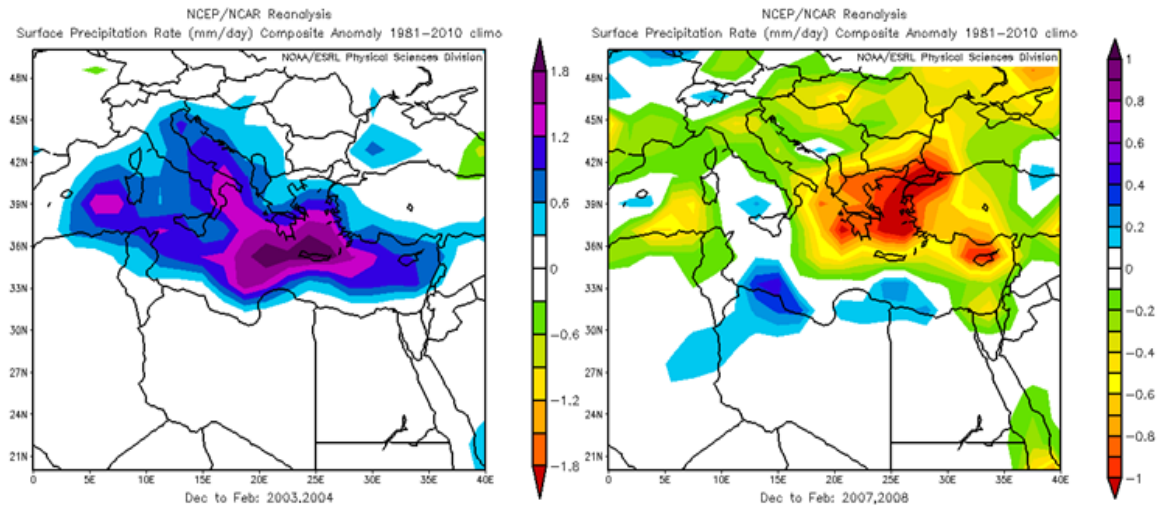 NCEP/NCAR Reanalysis
Surface Precipitation Rate (mm/day) Composite Anomaly 1981-2010 climo
NOAA/ESRL Physical Sciences Division
48N
45N
42N
39N
36N
33N
30N
27N
24N
21N
0 5E 10E 15E 20E 25E 30E 35E 40E
Dec to Feb: 2003,2004
1.8
1.2
0.6
0
-0.6
-1.2
-1.8
NCEP/NCAR Reanalysis
Surface Precipitation Rate (mm/day) Composite Anomaly 1981-2010 climo
NOAA/ESRL Physical Sciences Division
48N
45N
42N
39N
36N
33N
30N
27N
24N
21N
0 5E 10E 15E 20E 25E 30E 35E 40E
Dec to Feb: 2007,2008
1
0.8
0.6
0.4
0.2
0
-0.2
-0.4
-0.6
-0.8
-1